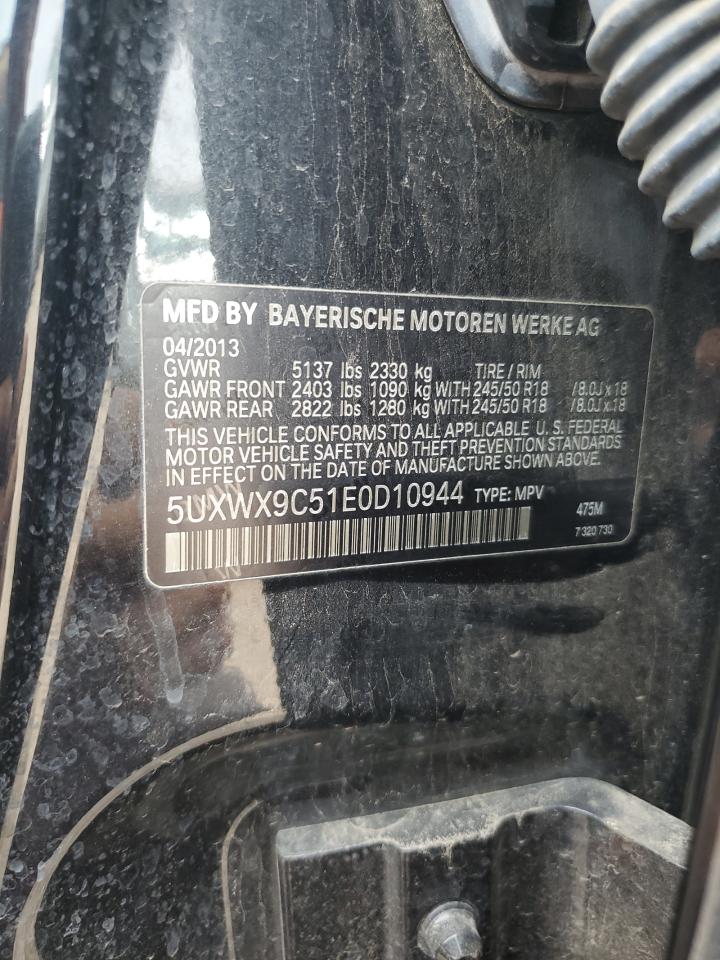 MFD BY BAYERISCHE MOTOREN WERKE AG
04/2013
GVWR 5137 lbs 2330 kg TIRE / RIM
GAWR FRONT 2403 lbs 1090 kg WITH 245/50 R18 /8.0J x 18
GAWR REAR 2822 lbs 1280 kg WITH 245/50 R18 /8.0J x 18
THIS VEHICLE CONFORMS TO ALL APPLICABLE U.S. FEDERAL
MOTOR VEHICLE SAFETY AND THEFT PREVENTION STANDARDS
IN EFFECT ON THE DATE OF MANUFACTURE SHOWN ABOVE.
5UXWX9C51E0D10944 TYPE: MPV 475M
7 320 730